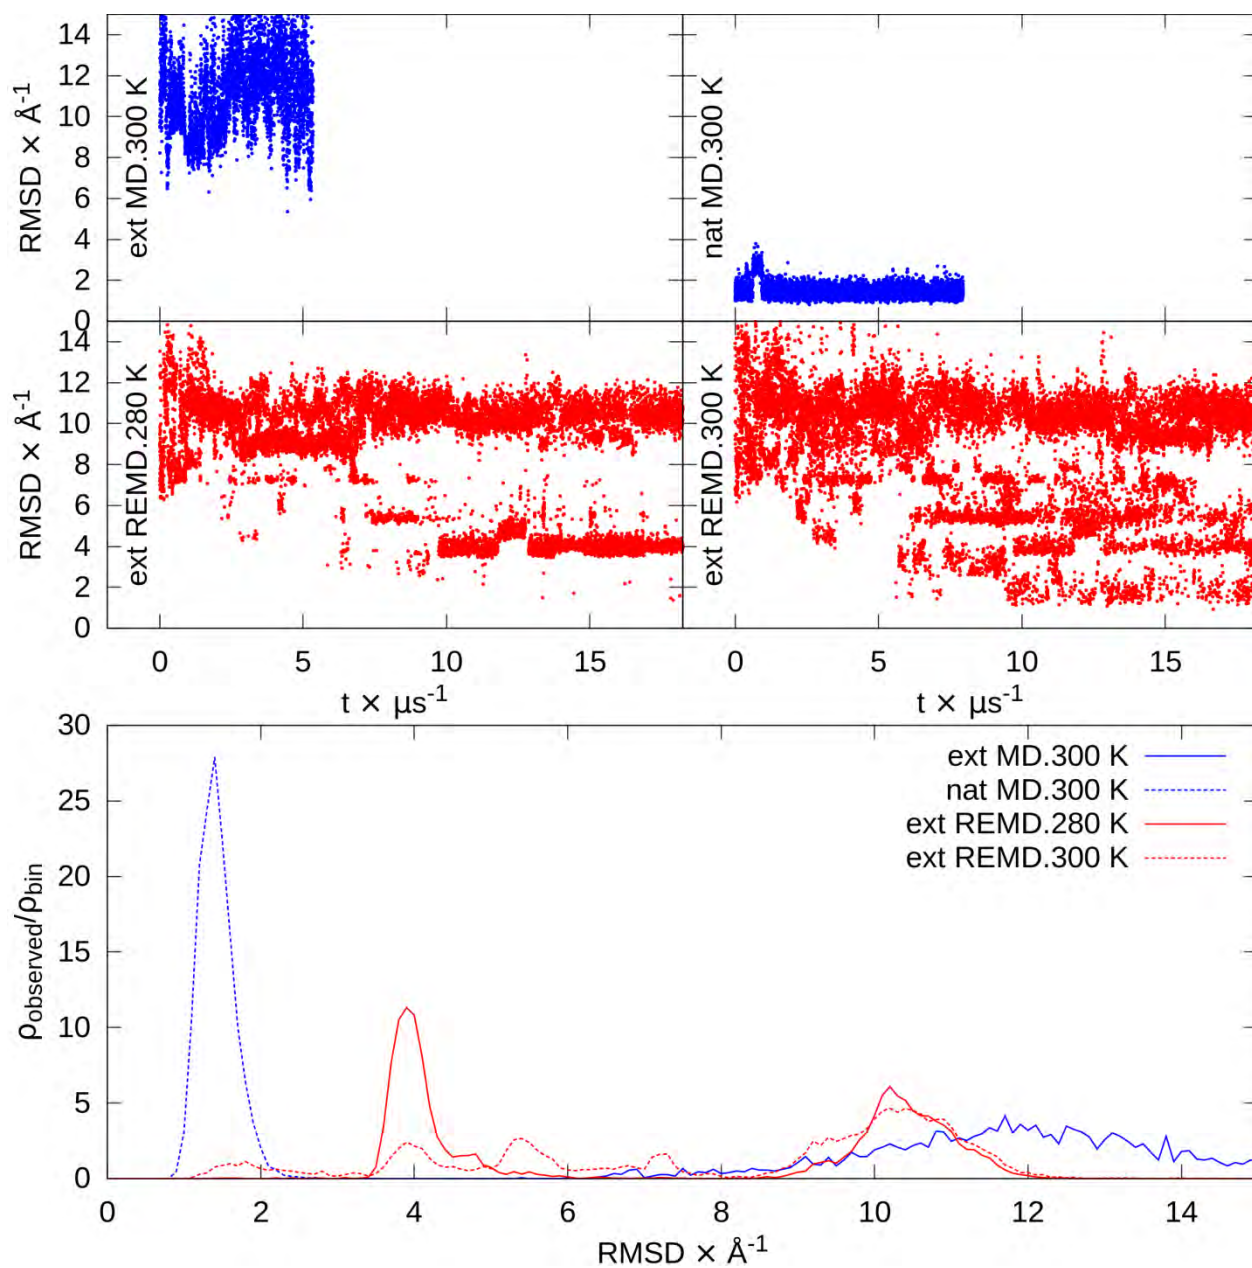 RMSD × Å-1
14
12
10
8
6
4
2
0
ext MD.300 K
nat MD.300 K
RMSD × Å-1
14
12
10
8
6
4
2
0
ext REMD.280 K
ext REMD.300 K
0 5 10 15
0 5 10 15
t × µs-1
t × µs-1
ρobserved/ρbin
30
25
20
15
10
5
0
ext MD.300 K
nat MD.300 K
ext REMD.280 K
ext REMD.300 K
0 2 4 6 8 10 12 14
RMSD × Å-1